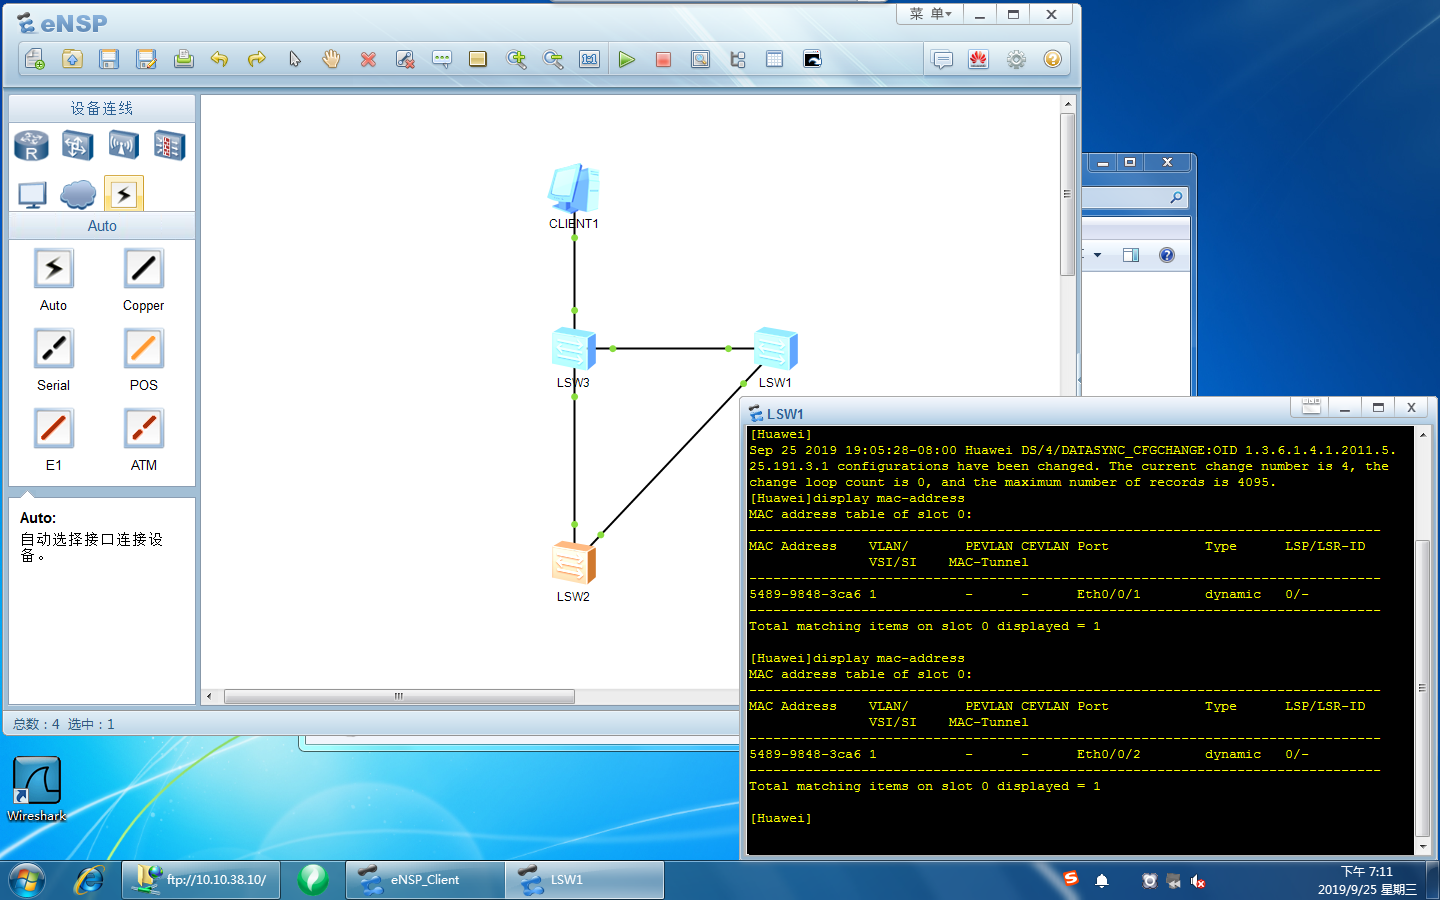 eNSP
菜 单
设备连线
R
Auto
Auto
Copper
Serial
POS
E1
ATM
Auto:
自动选择接口连接设
备。
CLIENT1
LSW3
LSW1
LSW2
总数：4 选中：1
LSW1
[Huawei]
Sep 25 2019 19:05:28-08:00 Huawei DS/4/DATASYNC_CFGCHANGE:OID 1.3.6.1.4.1.2011.5.
25.191.3.1 configurations have been changed. The current change number is 4, the
change loop count is 0, and the maximum number of records is 4095.
[Huawei]display mac-address
MAC address table of slot 0:
-------------------------------------------------------------------------------
MAC Address    VLAN/       PEVLAN CEVLAN Port            Type      LSP/LSR-ID
               VSI/SI    MAC-Tunnel
-------------------------------------------------------------------------------
5489-9848-3ca6 1           -      -      Eth0/0/1        dynamic   0/-
-------------------------------------------------------------------------------
Total matching items on slot 0 displayed = 1
[Huawei]display mac-address
MAC address table of slot 0:
-------------------------------------------------------------------------------
MAC Address    VLAN/       PEVLAN CEVLAN Port            Type      LSP/LSR-ID
               VSI/SI    MAC-Tunnel
-------------------------------------------------------------------------------
5489-9848-3ca6 1           -      -      Eth0/0/2        dynamic   0/-
-------------------------------------------------------------------------------
Total matching items on slot 0 displayed = 1
[Huawei]
Wireshark
ftp://10.10.38.10/
eNSP_Client
LSW1
下午 7:11
2019/9/25 星期三